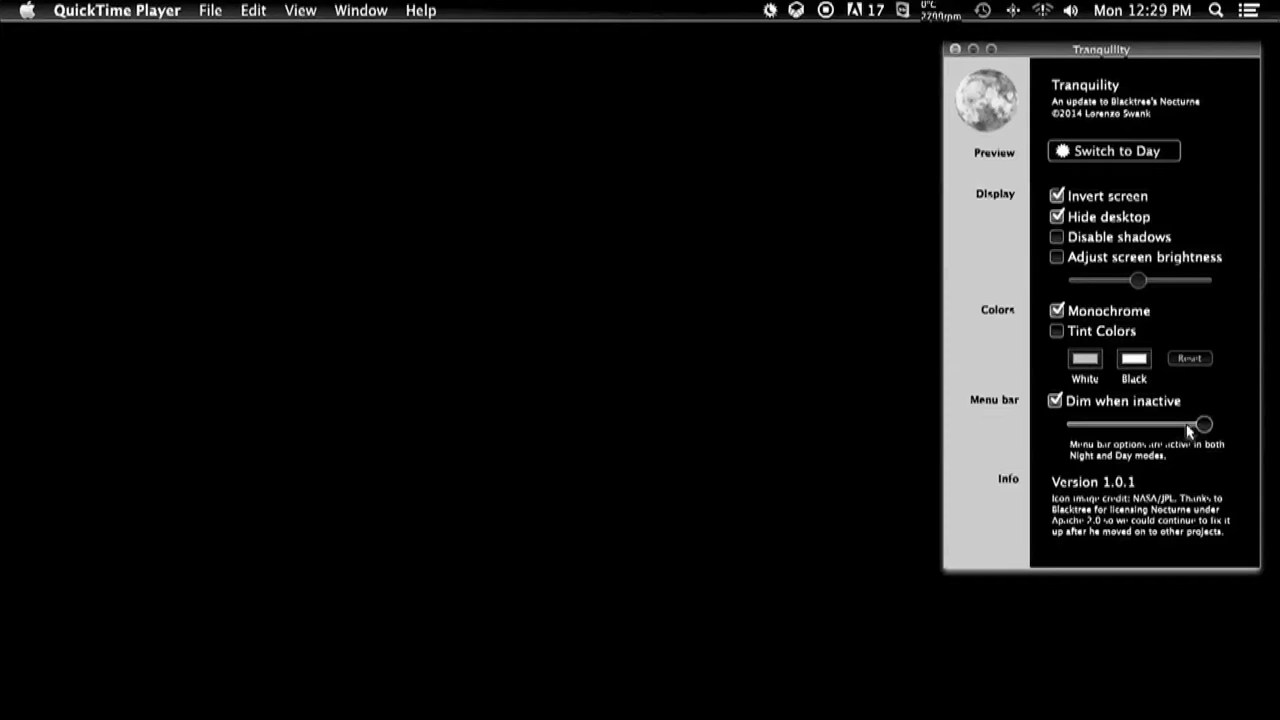 QuickTime Player File Edit View Window Help 17 0°C 2200rpm Mon 12:29 PM
Tranquility
Tranquility
An update to Blacktree's Nocturne
©2014 Lorenzo Swank
Preview
Switch to Day
Display
Invert screen
Hide desktop
Disable shadows
Adjust screen brightness
Colors
Monochrome
Tint Colors
Reset
White Black
Menu bar
Dim when inactive
Menu bar options are active in both
Night and Day modes.
Info
Version 1.0.1
Icon image credit: NASA/JPL. Thanks to
Blacktree for licensing Nocturne under
Apache 2.0 so we could continue to fix it
up after he moved on to other projects.